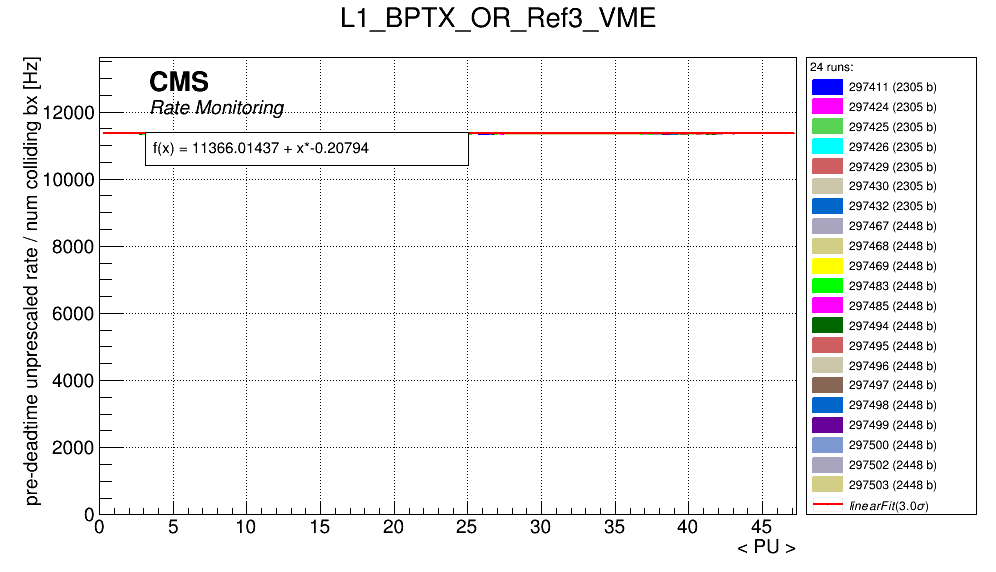 L1_BPTX_OR_Ref3_VME
pre-deadtime unprescaled rate / num colliding bx [Hz]
CMS
Rate Monitoring
f(x) = 11366.01437 + x*-0.20794
12000
10000
8000
6000
4000
2000
0
0 5 10 15 20 25 30 35 40 45
< PU >
24 runs:
297411 (2305 b)
297424 (2305 b)
297425 (2305 b)
297426 (2305 b)
297429 (2305 b)
297430 (2305 b)
297432 (2305 b)
297467 (2448 b)
297468 (2448 b)
297469 (2448 b)
297483 (2448 b)
297485 (2448 b)
297494 (2448 b)
297495 (2448 b)
297496 (2448 b)
297497 (2448 b)
297498 (2448 b)
297499 (2448 b)
297500 (2448 b)
297502 (2448 b)
297503 (2448 b)
linearFit(3.0σ)